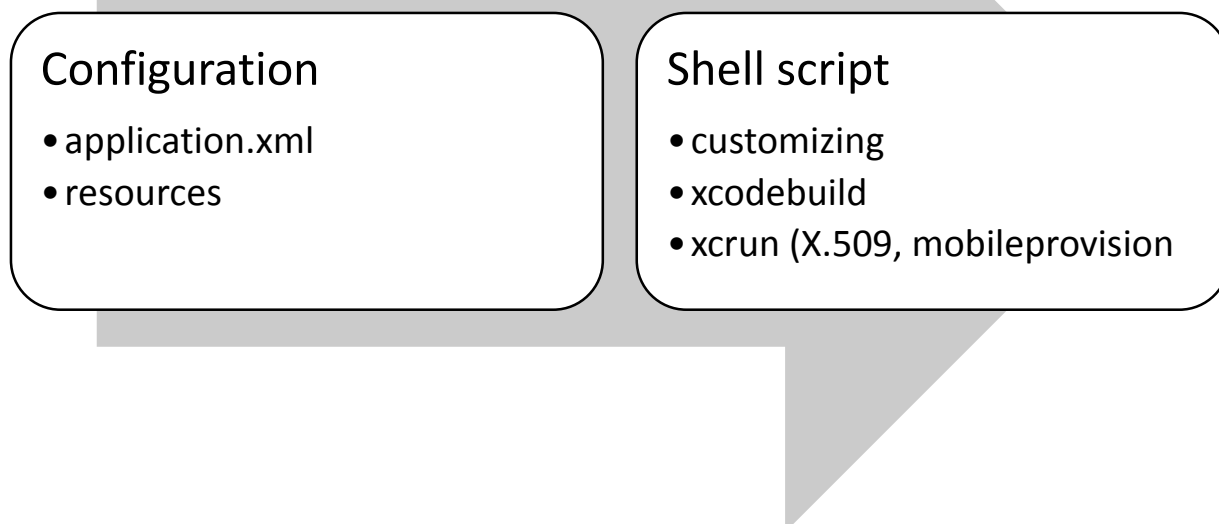 Configuration
• application.xml
• resources
Shell script
• customizing
• xcodebuild
• xcrun (X.509, mobileprovision